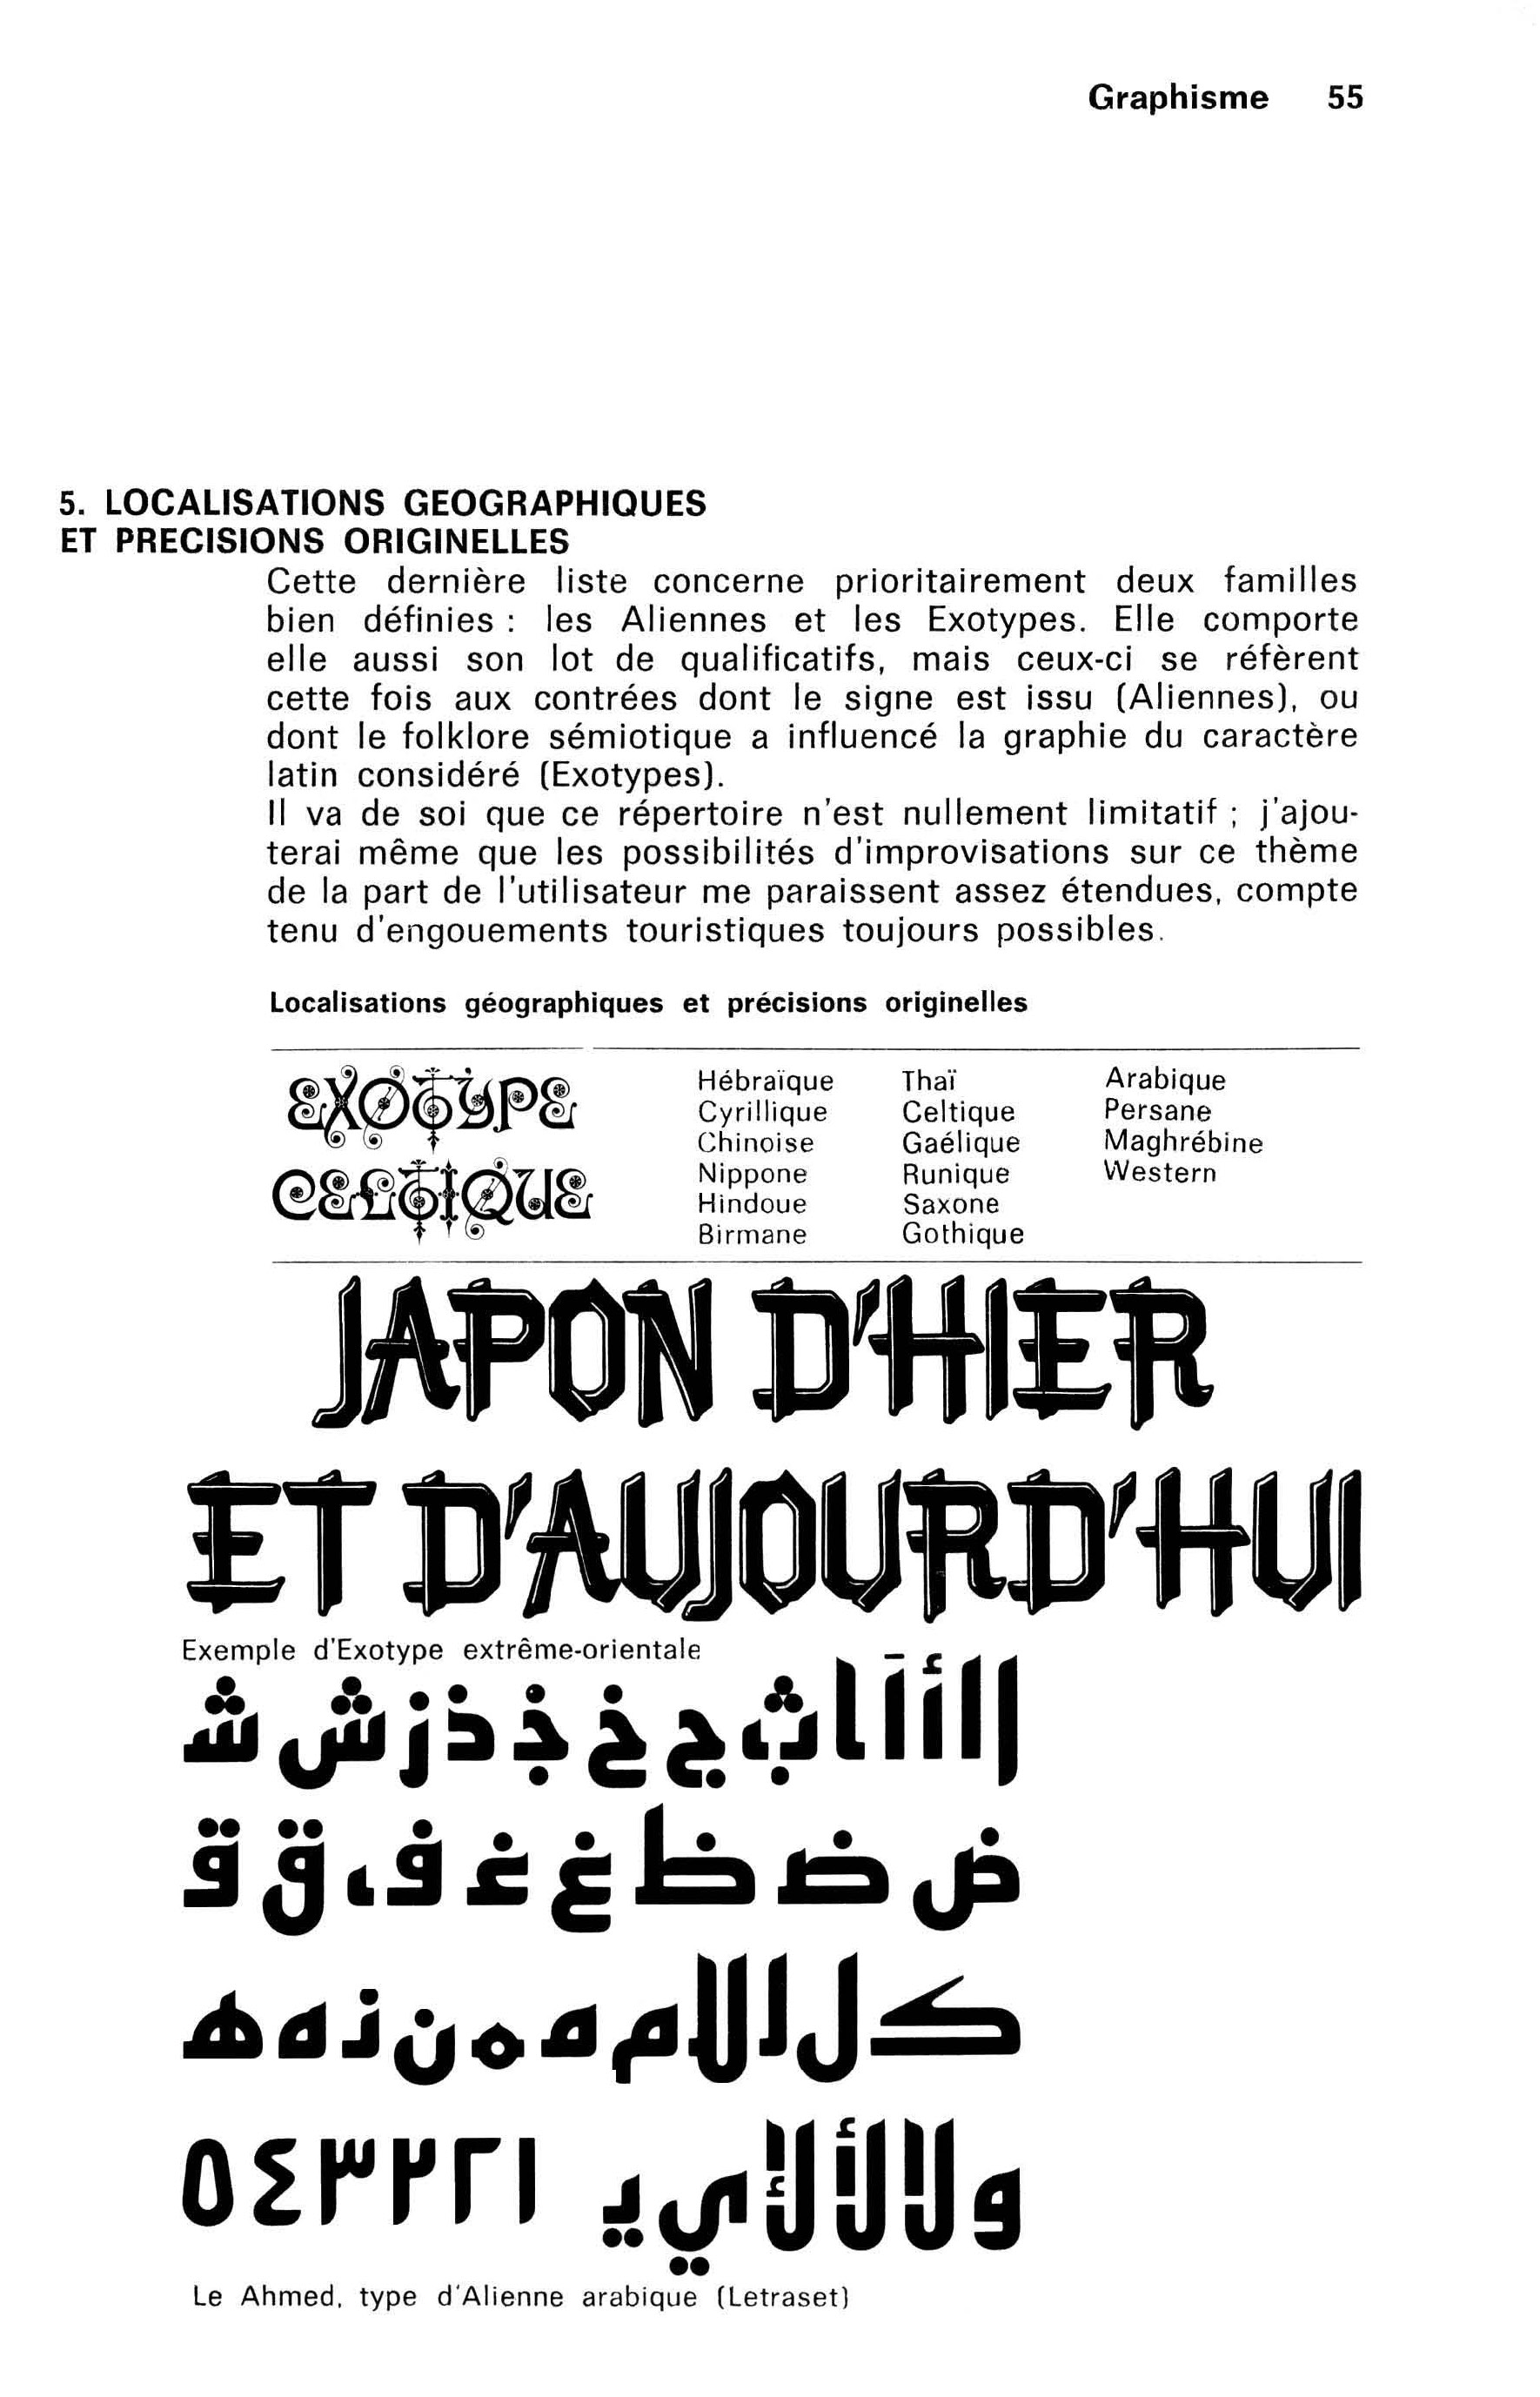 Graphisme 55
5. LOCALISATIONS GEOGRAPHIQUES
ET PRECISIONS ORIGINELLES
Cette dernière liste concerne prioritairement deux familles
bien définies : les Aliennes et les Exotypes. Elle comporte
elle aussi son lot de qualificatifs, mais ceux-ci se réfèrent
cette fois aux contrées dont le signe est issu (Aliennes), ou
dont le folklore sémiotique a influencé la graphie du caractère
latin considéré (Exotypes).
Il va de soi que ce répertoire n'est nullement limitatif ; j'ajou-
terai même que les possibilités d'improvisations sur ce thème
de la part de l'utilisateur me paraissent assez étendues, compte
tenu d'engouements touristiques toujours possibles.
Localisations géographiques et précisions originelles
EXOTYPE
CELTIQUE
Hébraïque Thaï Arabique
Cyrillique Celtique Persane
Chinoise Gaélique Maghrébine
Nippone Runique Western
Hindoue Saxone
Birmane Gothique
JAPON D'HIER
ET D'AUJOURD'HUI
Exemple d'Exotype extrême-orientale
Le Ahmed, type d'Alienne arabique (Letraset)